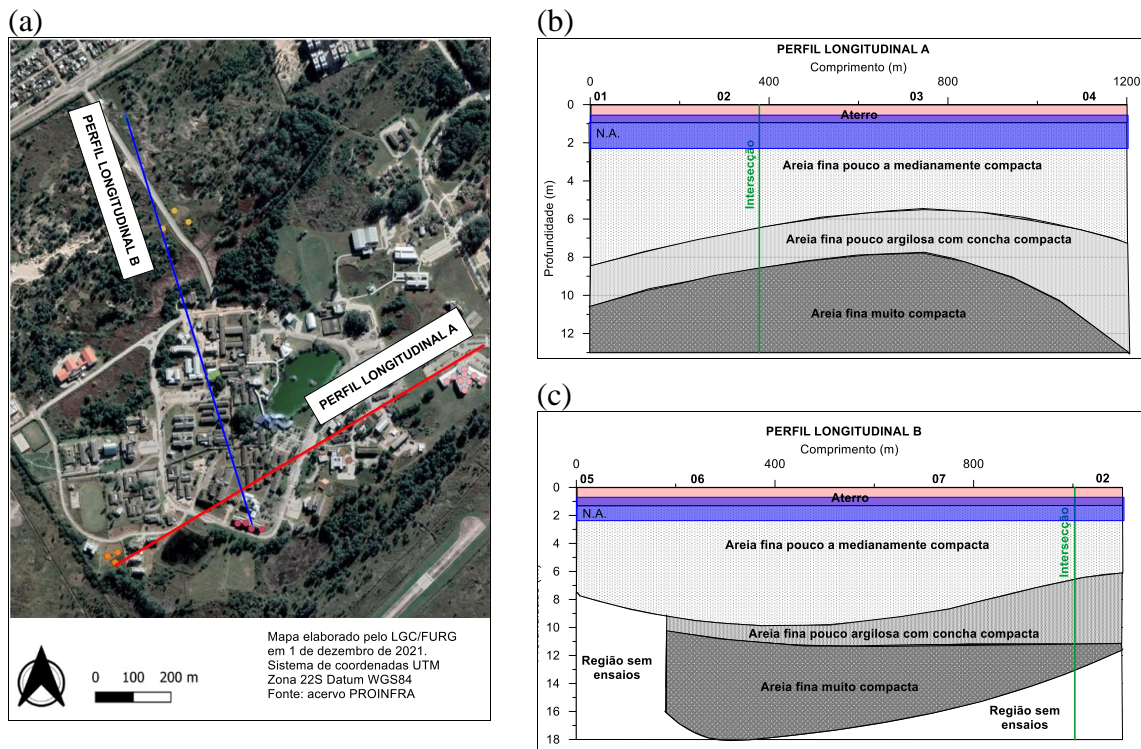 (a)
PERFIL LONGITUDINAL B
PERFIL LONGITUDINAL A
0 100 200 m
Mapa elaborado pelo LGC/FURG
em 1 de dezembro de 2021.
Sistema de coordenadas UTM
Zona 22S Datum WGS84
Fonte: acervo PROINFRA
(b)
PERFIL LONGITUDINAL A
Comprimento (m)
0 400 800 1200
01 02 03 04
Profundidade (m)
0
2
4
6
8
10
12
Aterro
N.A.
Intersecção
Areia fina pouco a medianamente compacta
Areia fina pouco argilosa com concha compacta
Areia fina muito compacta
(c)
PERFIL LONGITUDINAL B
Comprimento (m)
0 400 800
05 06 07 02
0
2
4
6
8
10
12
14
16
18
Aterro
N.A.
Intersecção
Areia fina pouco a medianamente compacta
Areia fina pouco argilosa com concha compacta
Região sem
ensaios
Areia fina muito compacta
Região sem
ensaios